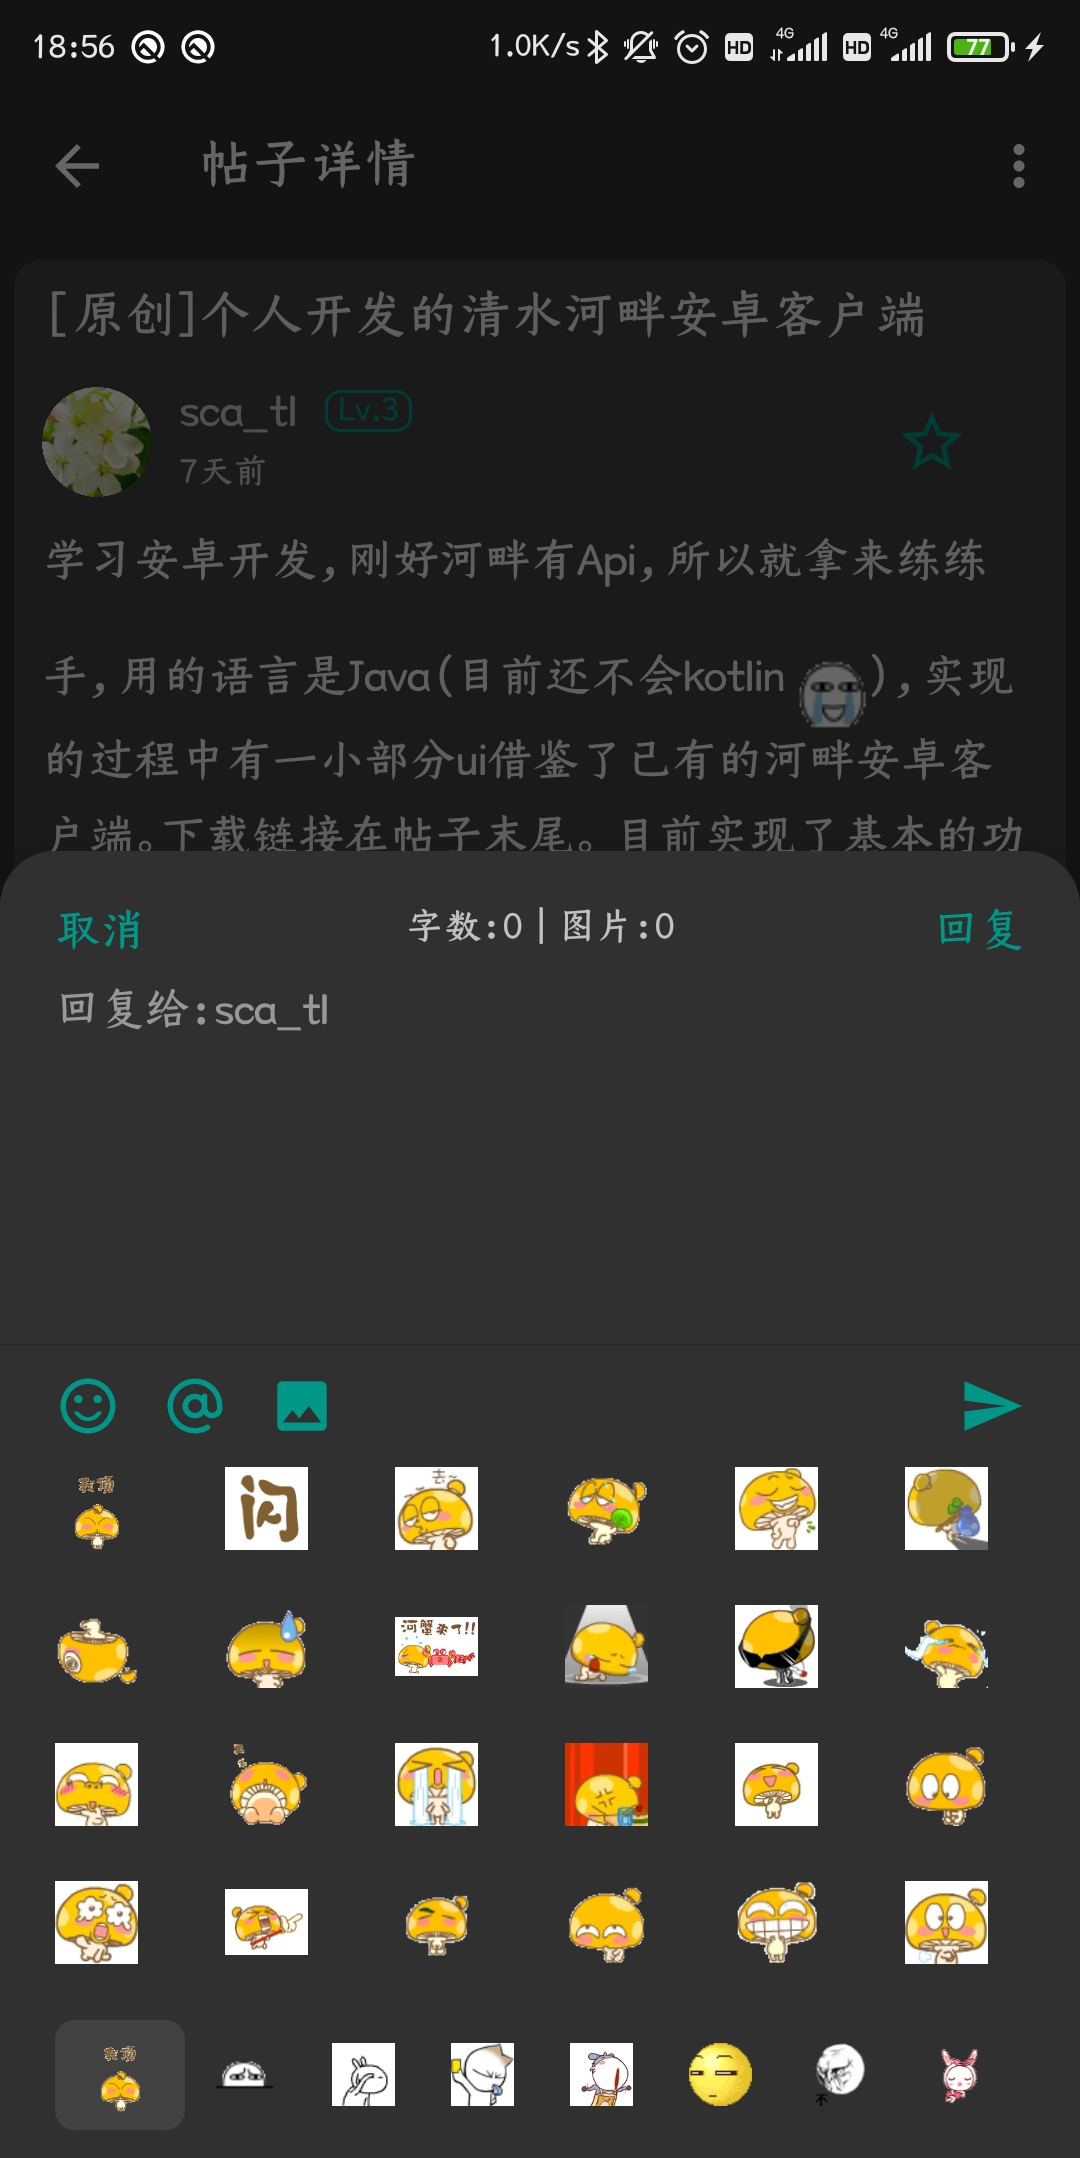 18:56
1.0K/s HD 4G HD 4G 77
帖子详情
[原创]个人开发的清水河畔安卓客户端
sca_tl Lv.3
7天前
学习安卓开发,刚好河畔有Api,所以就拿来练练
手,用的语言是Java(目前还不会kotlin ),实现
的过程中有一小部分ui借鉴了已有的河畔安卓客
户端。下载链接在帖子末尾。目前实现了基本的功
取消 字数:0 | 图片:0 回复
回复给:sca_tl
闪
去~
河蟹来了!!
不